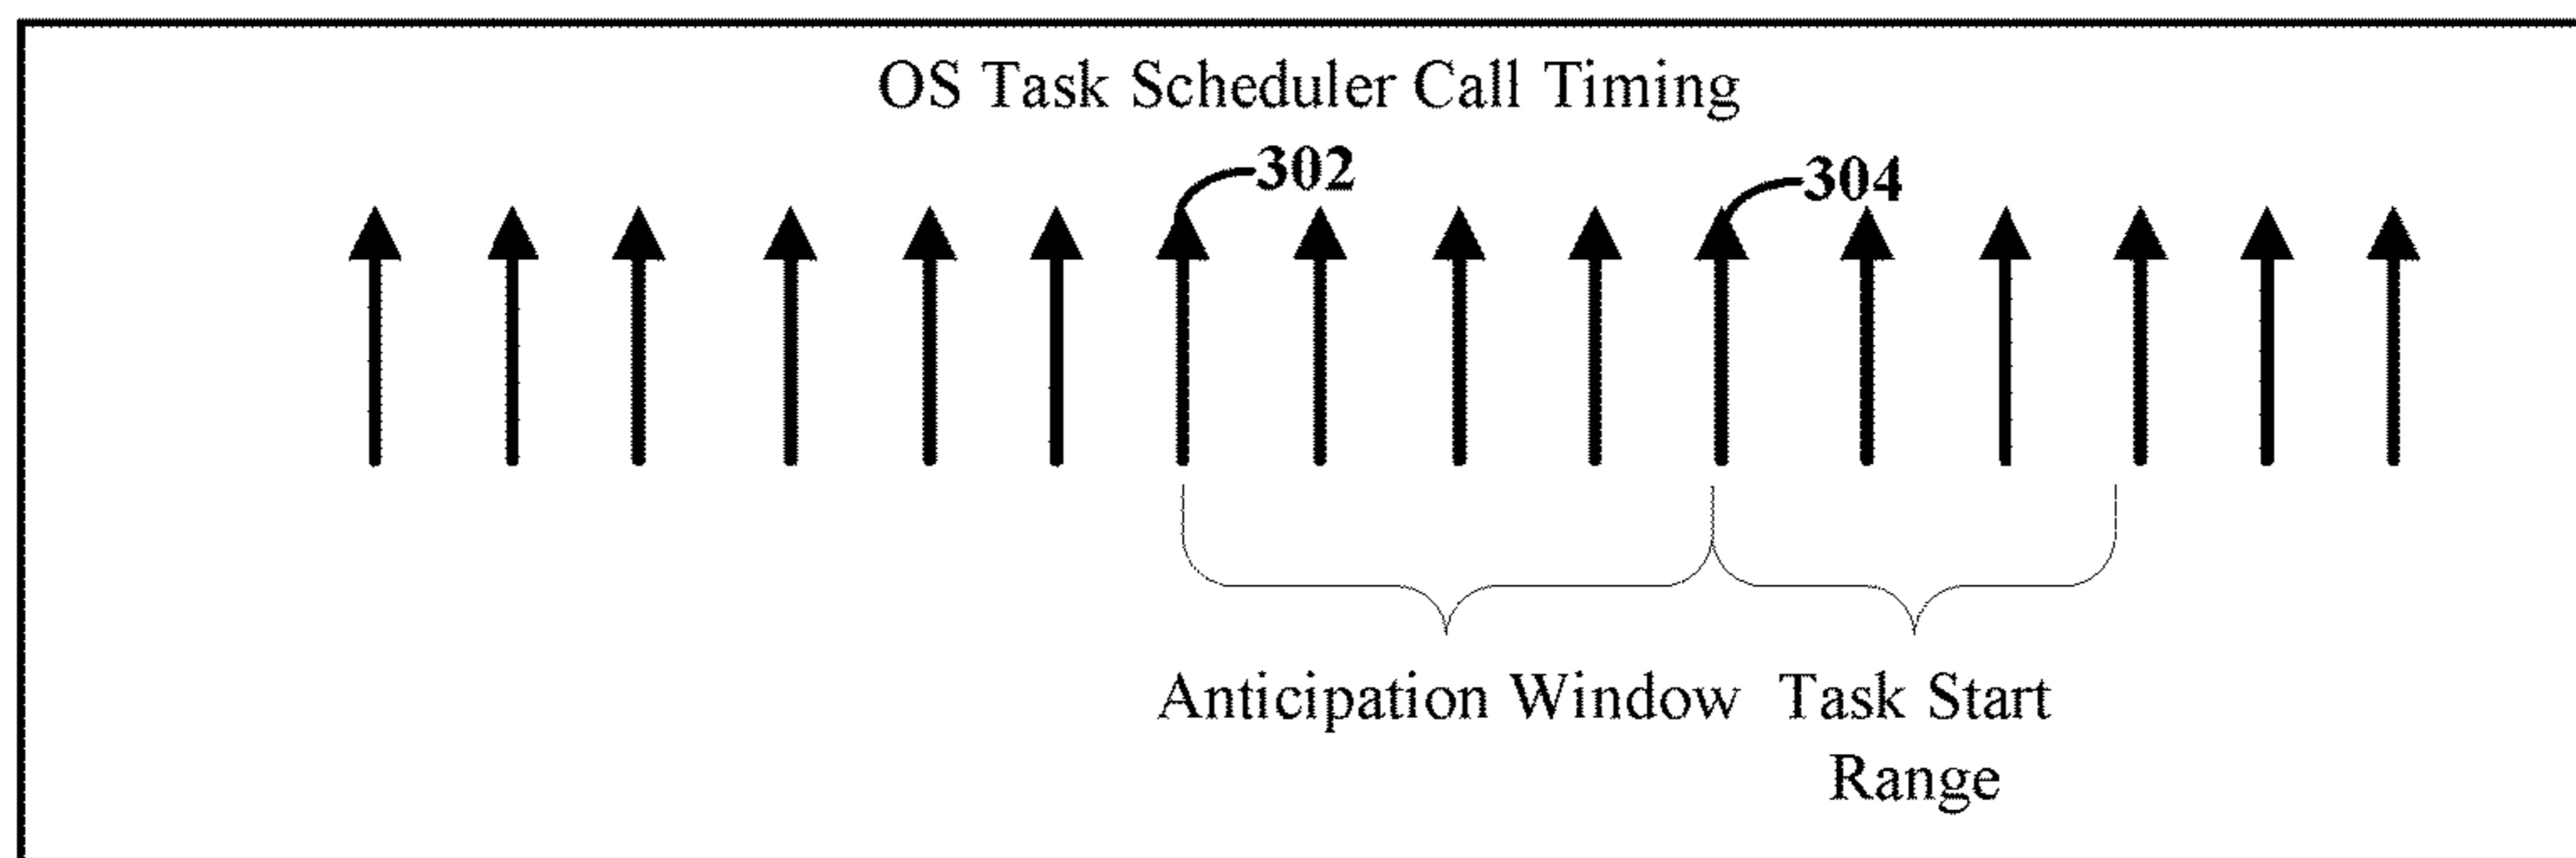 OS Task Scheduler Call Timing
302
304
Anticipation Window
Task Start
Range